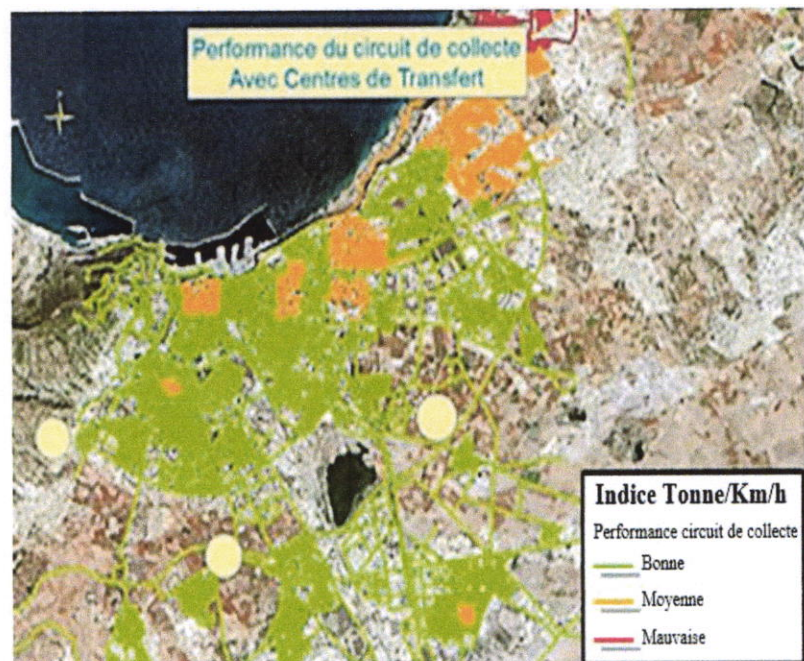 Performance du circuit de collecte
Avec Centres de Transfert
Indice Tonne/Km/h
Performance circuit de collecte
Bonne
Moyenne
Mauvaise